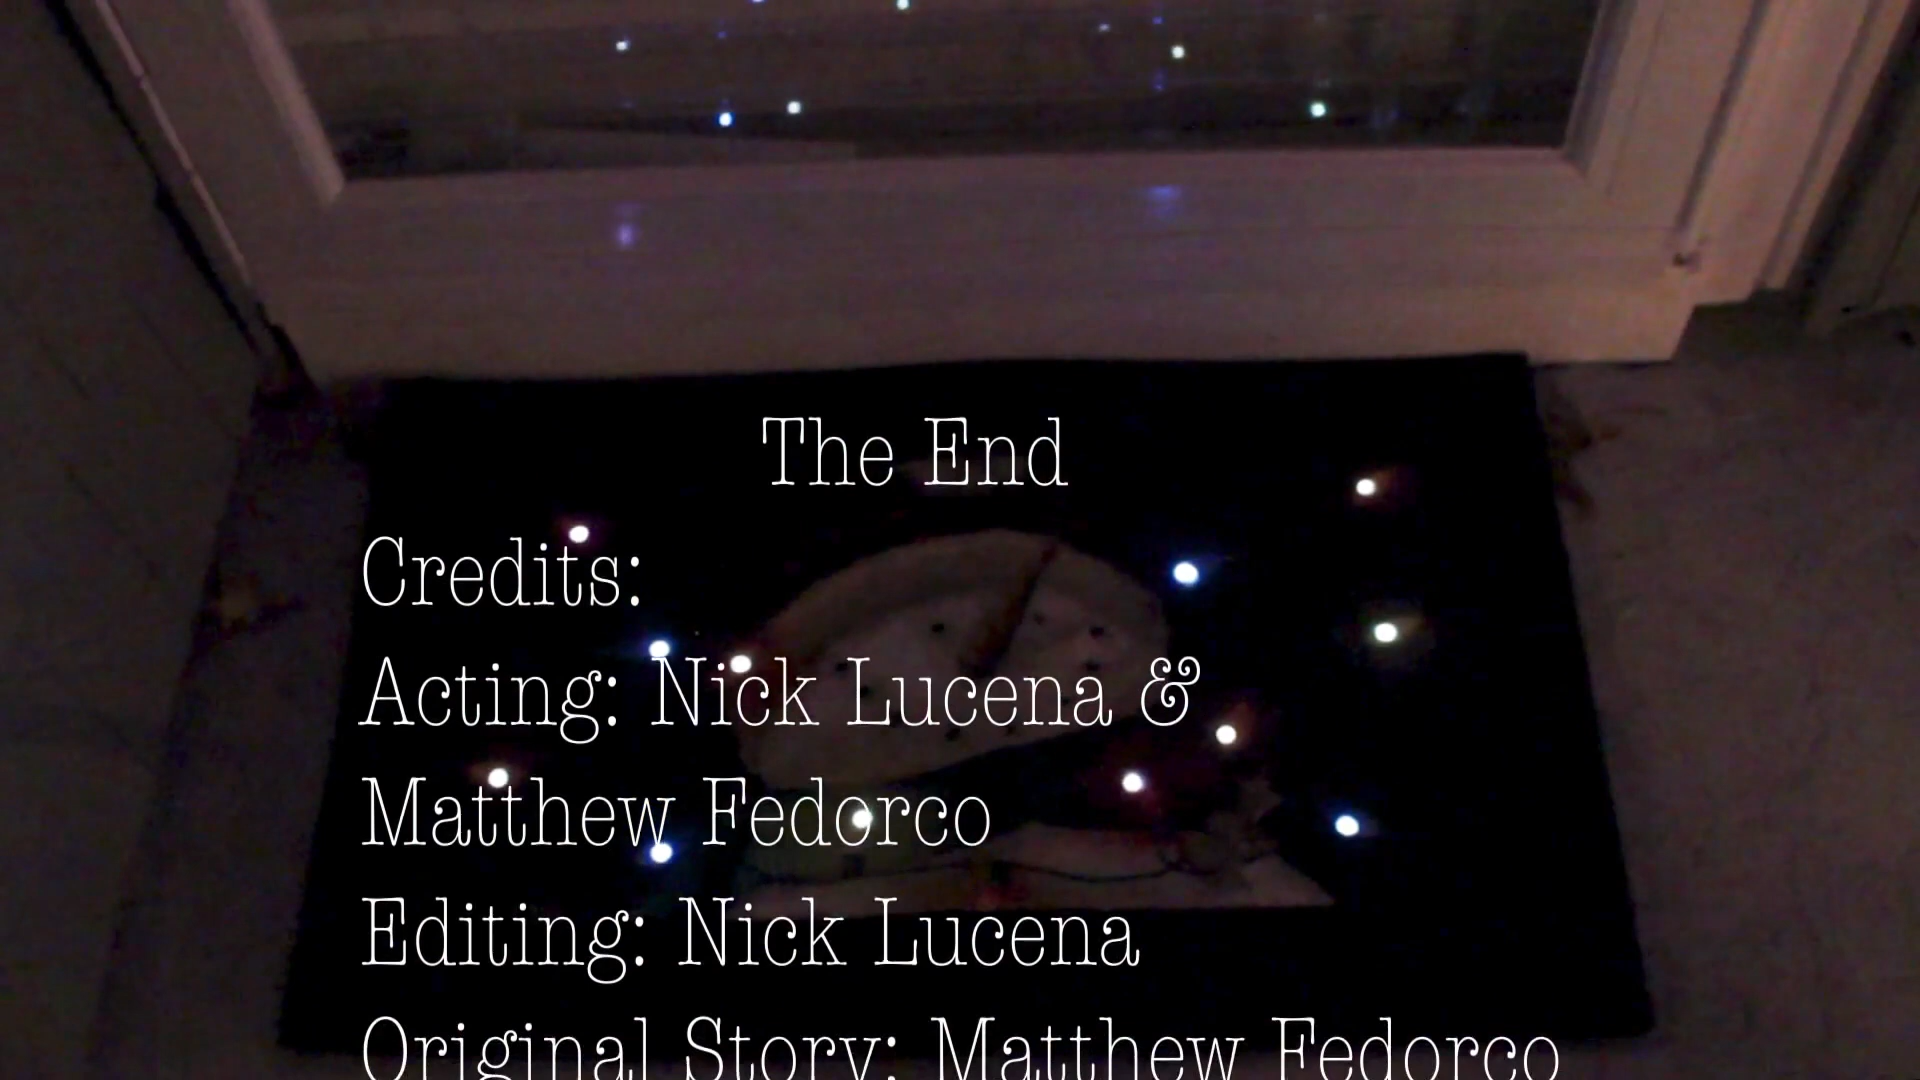 The End
Credits:
Acting: Nick Lucena &
Matthew Fedorco
Editing: Nick Lucena
Original Story: Matthew Fedorco